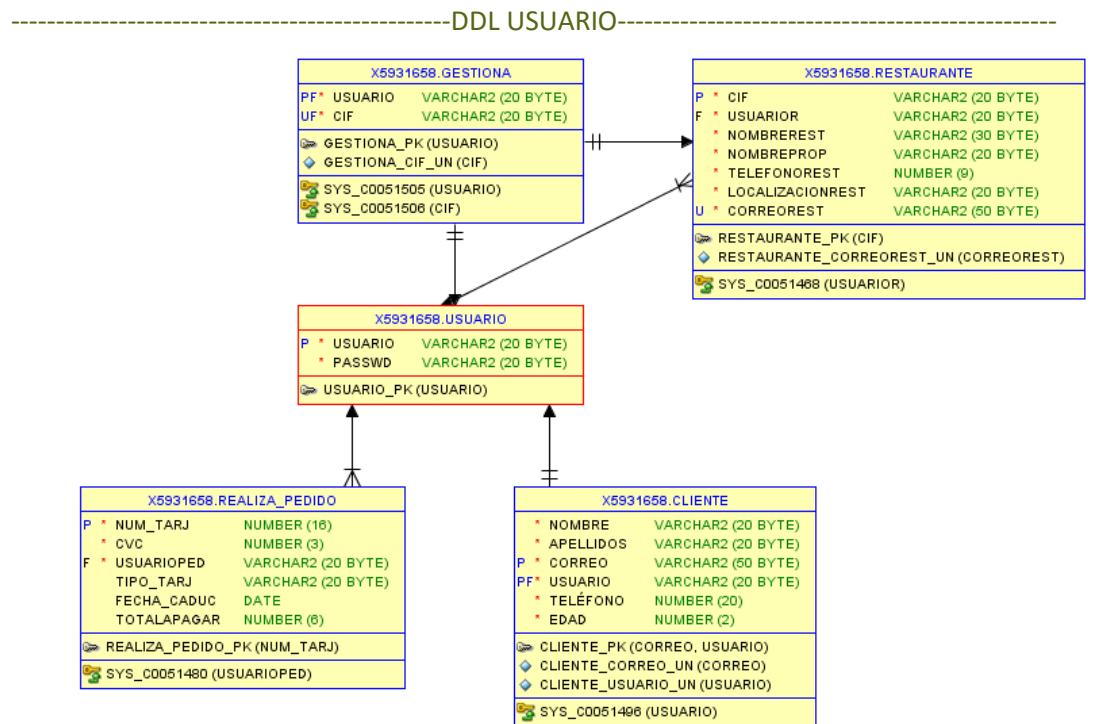 --------------------------------------------------DDL USUARIO--------------------------------------------------
X5931658.GESTIONA
PF* USUARIO VARCHAR2 (20 BYTE)
UF* CIF VARCHAR2 (20 BYTE)
GESTIONA_PK (USUARIO)
GESTIONA_CIF_UN (CIF)
SYS_C0051505 (USUARIO)
SYS_C0051506 (CIF)
X5931658.RESTAURANTE
P * CIF VARCHAR2 (20 BYTE)
F * USUARIOR VARCHAR2 (20 BYTE)
* NOMBREREST VARCHAR2 (30 BYTE)
* NOMBREPROP VARCHAR2 (20 BYTE)
* TELEFONOREST NUMBER (9)
* LOCALIZACIONREST VARCHAR2 (20 BYTE)
U * CORREOREST VARCHAR2 (50 BYTE)
RESTAURANTE_PK (CIF)
RESTAURANTE_CORREOREST_UN (CORREOREST)
SYS_C0051468 (USUARIOR)
X5931658.USUARIO
P * USUARIO VARCHAR2 (20 BYTE)
* PASSWD VARCHAR2 (20 BYTE)
USUARIO_PK (USUARIO)
X5931658.REALIZA_PEDIDO
P * NUM_TARJ NUMBER (16)
* CVC NUMBER (3)
F * USUARIOPED VARCHAR2 (20 BYTE)
TIPO_TARJ VARCHAR2 (20 BYTE)
FECHA_CADUC DATE
TOTALAPAGAR NUMBER (6)
REALIZA_PEDIDO_PK (NUM_TARJ)
SYS_C0051480 (USUARIOPED)
X5931658.CLIENTE
* NOMBRE VARCHAR2 (20 BYTE)
* APELLIDOS VARCHAR2 (20 BYTE)
P * CORREO VARCHAR2 (50 BYTE)
PF* USUARIO VARCHAR2 (20 BYTE)
* TELÉFONO NUMBER (20)
* EDAD NUMBER (2)
CLIENTE_PK (CORREO, USUARIO)
CLIENTE_CORREO_UN (CORREO)
CLIENTE_USUARIO_UN (USUARIO)
SYS_C0051496 (USUARIO)